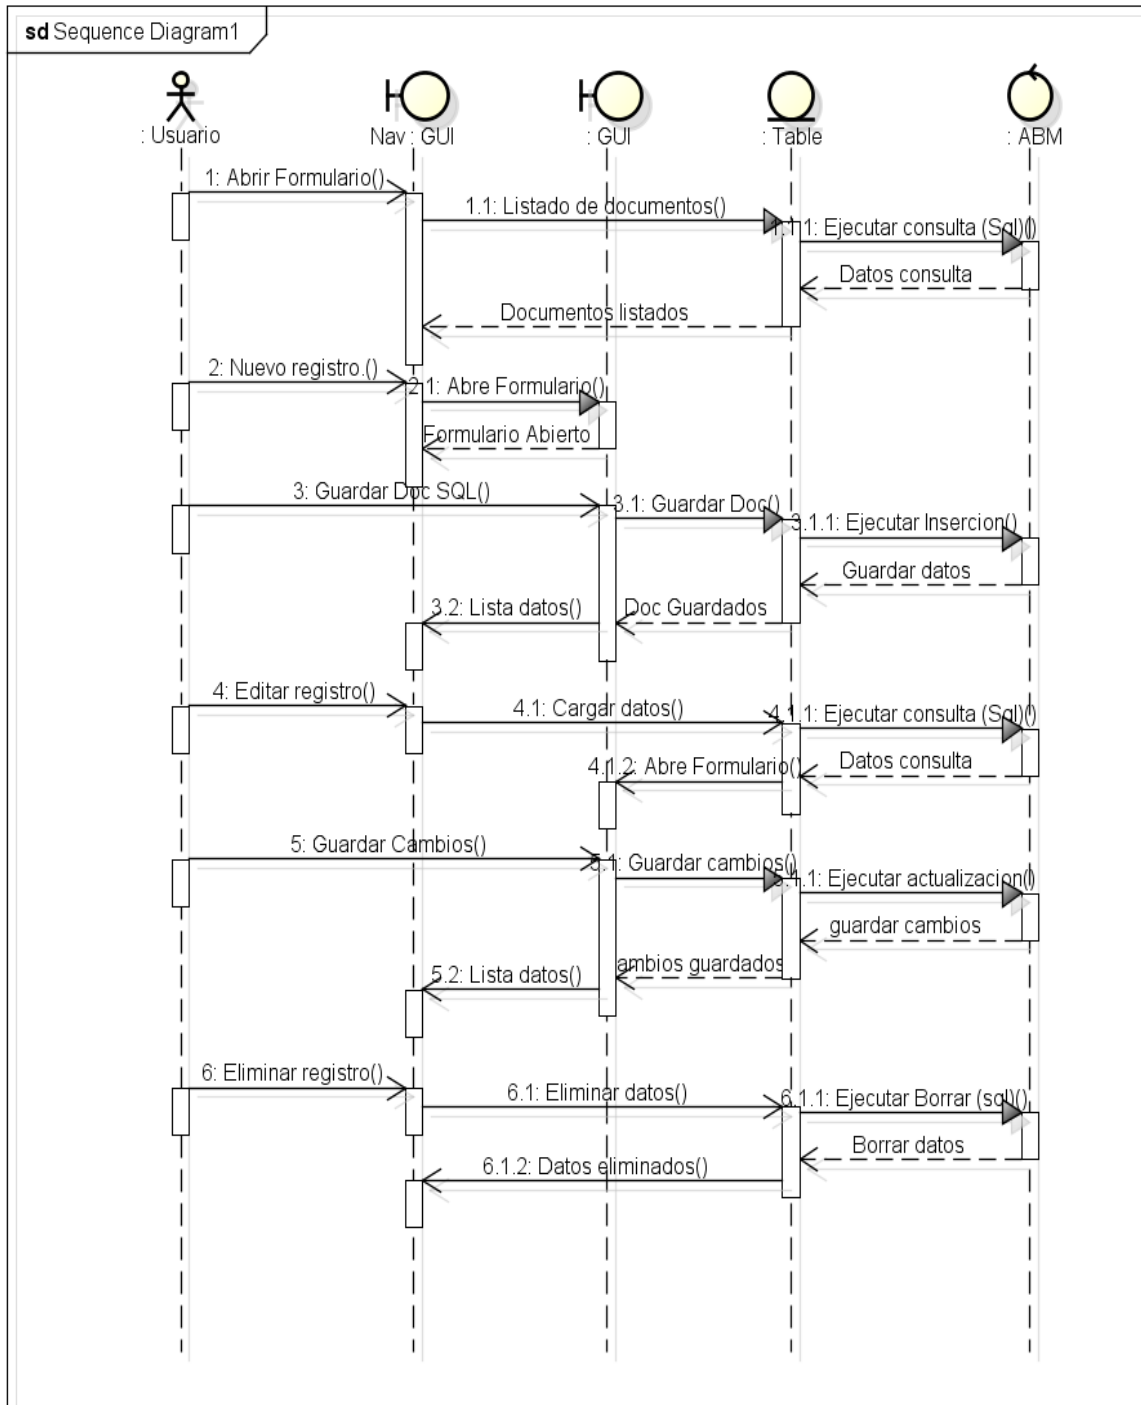 sd Sequence Diagram1
: Usuario
Nav : GUI
: GUI
: Table
: ABM
1: Abrir Formulario()
1.1: Listado de documentos()
1.1.1: Ejecutar consulta (Sql)()
Datos consulta
Documentos listados
2: Nuevo registro.()
2.1: Abre Formulario()
Formulario Abierto
3: Guardar Doc SQL()
3.1: Guardar Doc()
3.1.1: Ejecutar Insercion()
Guardar datos
3.2: Lista datos()
Doc Guardados
4: Editar registro()
4.1: Cargar datos()
4.1.1: Ejecutar consulta (Sql)()
Datos consulta
4.1.2: Abre Formulario()
5: Guardar Cambios()
5.1: Guardar cambios()
5.1.1: Ejecutar actualizacion()
guardar cambios
ambios guardados
5.2: Lista datos()
6: Eliminar registro()
6.1: Eliminar datos()
6.1.1: Ejecutar Borrar (sql)()
Borrar datos
6.1.2: Datos eliminados()